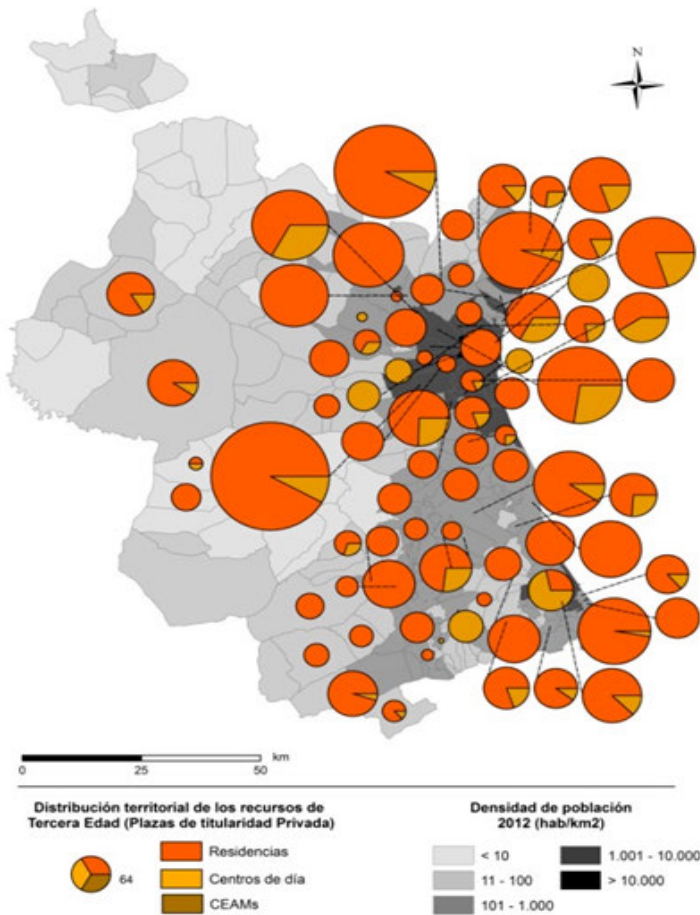 N
km
0 25 50
Distribución territorial de los recursos de
Tercera Edad (Plazas de titularidad Privada)
64
Residencias
Centros de día
CEAMs
Densidad de población
2012 (hab/km2)
< 10
11 - 100
101 - 1.000
1.001 - 10.000
> 10.000